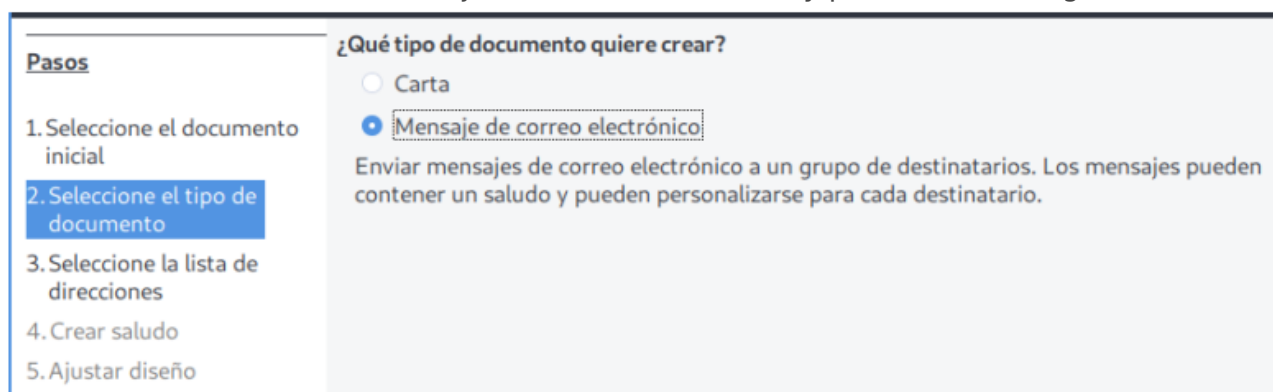 Pasos
1. Seleccione el documento
inicial
2. Seleccione el tipo de
documento
3. Seleccione la lista de
direcciones
4. Crear saludo
5. Ajustar diseño
¿Qué tipo de documento quiere crear?
Carta
Mensaje de correo electrónico
Enviar mensajes de correo electrónico a un grupo de destinatarios. Los mensajes pueden
contener un saludo y pueden personalizarse para cada destinatario.